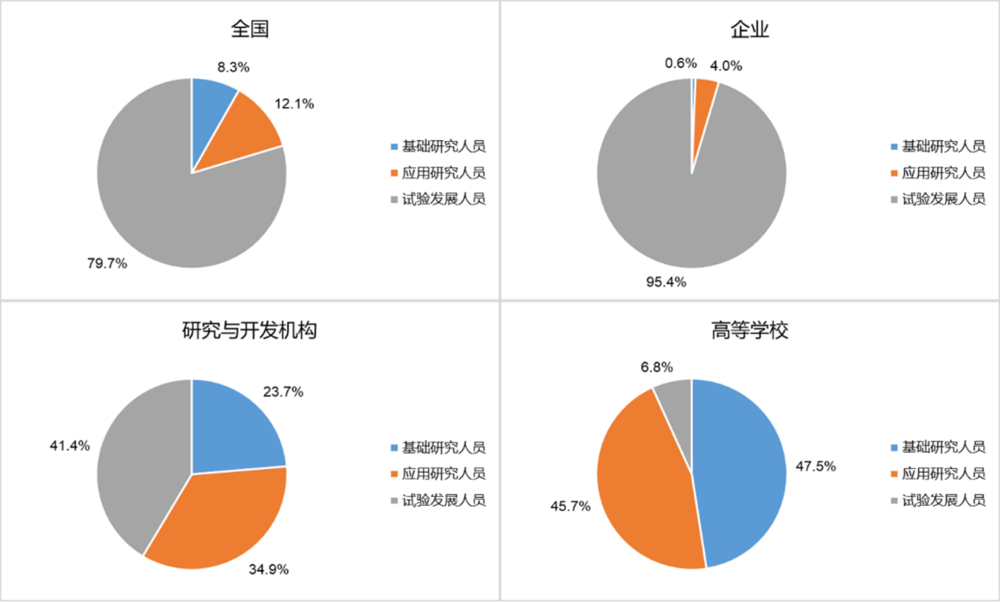 全国
8.3%
12.1%
79.7%
基础研究人员
应用研究人员
试验发展人员
企业
0.6%
4.0%
95.4%
基础研究人员
应用研究人员
试验发展人员
研究与开发机构
23.7%
41.4%
34.9%
基础研究人员
应用研究人员
试验发展人员
高等学校
6.8%
47.5%
45.7%
基础研究人员
应用研究人员
试验发展人员